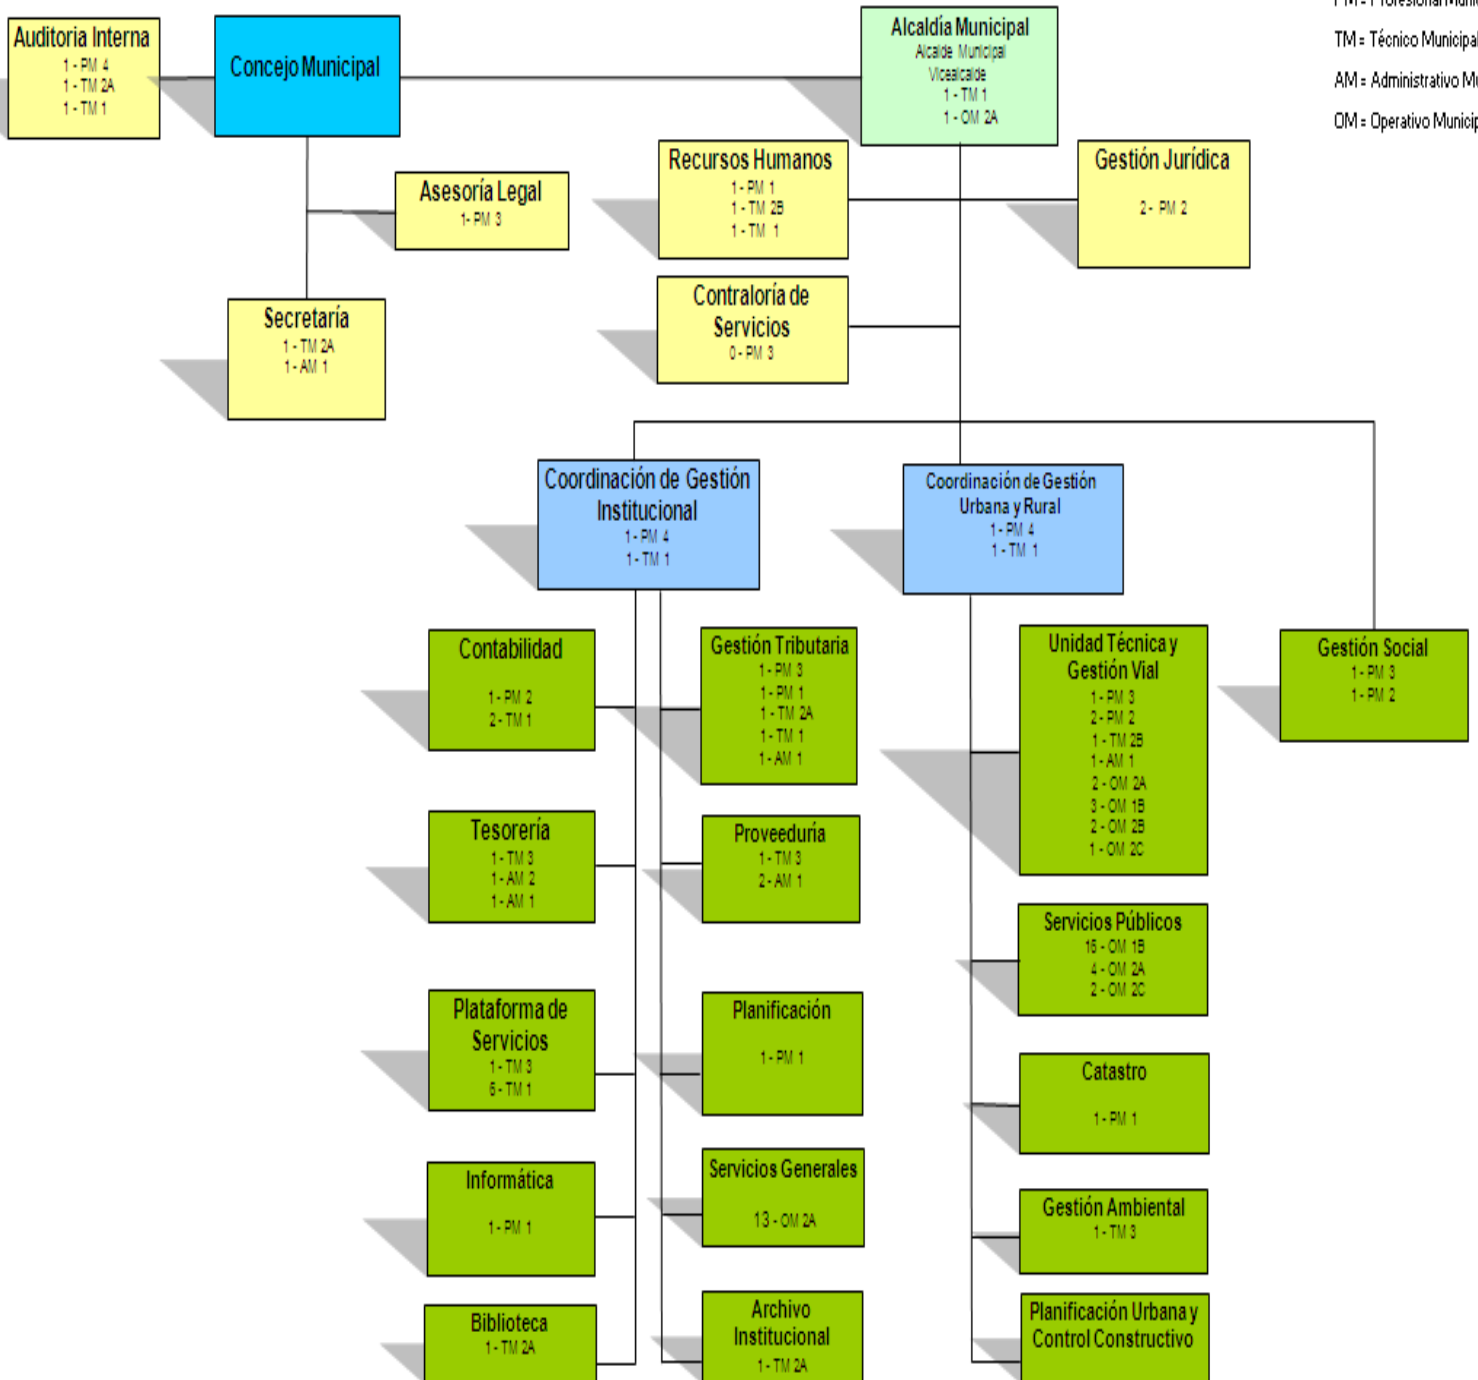 Auditoria Interna
1 - PM 4
1 - TM 2A
1 - TM 1
Concejo Municipal
Alcaldía Municipal
Alcalde Municipal
Vicealcalde
1 - TM 1
1 - OM 2A
TM = Técnico Municipal
AM = Administrativo
OM = Operativo
Asesoría Legal
1- PM 3
Secretaría
1 - TM 2A
1 - AM 1
Recursos Humanos
1 - PM 1
1 - TM 2B
1 - TM 1
Gestión Jurídica
2 - PM 2
Contraloría de
Servicios
0 - PM 3
Coordinación de Gestión
Institucional
1 - PM 4
1 - TM 1
Coordinación de Gestión
Urbana y Rural
1 - PM 4
1 - TM 1
Contabilidad
1 - PM 2
2 - TM 1
Gestión Tributaria
1 - PM 3
1 - PM 1
1 - TM 2A
1 - TM 1
1 - AM 1
Unidad Técnica y
Gestión Vial
1 - PM 3
2 - PM 2
1 - TM 2B
1 - AM 1
2 - OM 2A
3 - OM 1B
2 - OM 2B
1 - OM 2C
Gestión Social
1 - PM 3
1 - PM 2
Tesorería
1 - TM 3
1 - AM 2
1 - AM 1
Proveeduría
1 - TM 3
2 - AM 1
Servicios Públicos
16 - OM 1B
4 - OM 2A
2 - OM 2C
Plataforma de
Servicios
1 - TM 3
6 - TM 1
Planificación
1 - PM 1
Catastro
1 - PM 1
Informática
1 - PM 1
Servicios Generales
13 - OM 2A
Gestión Ambiental
1 - TM 3
Biblioteca
1 - TM 2A
Archivo
Institucional
1 - TM 2A
Planificación Urbana y
Control Constructivo